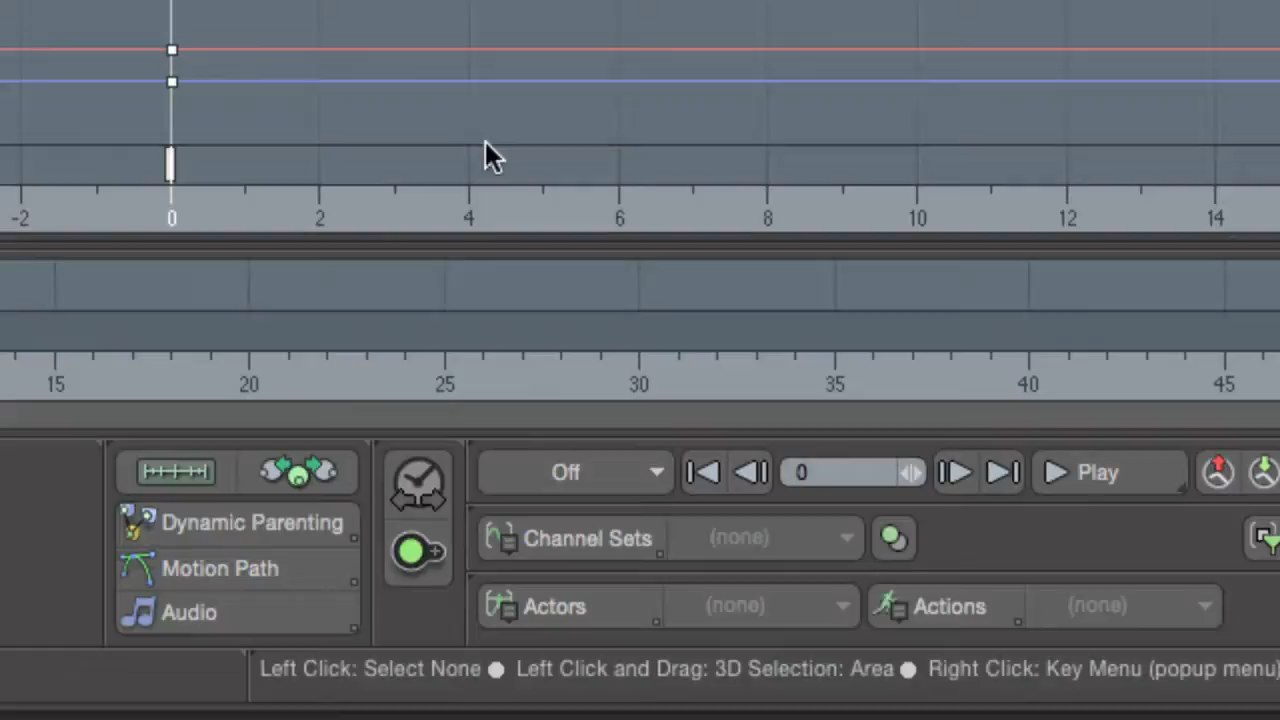 -2 0 2 4 6 8 10 12 14
15 20 25 30 35 40 45
Off 0 Play
Dynamic Parenting Channel Sets (none)
Motion Path
Audio Actors (none) Actions (none)
Left Click: Select None ● Left Click and Drag: 3D Selection: Area ● Right Click: Key Menu (popup menu)